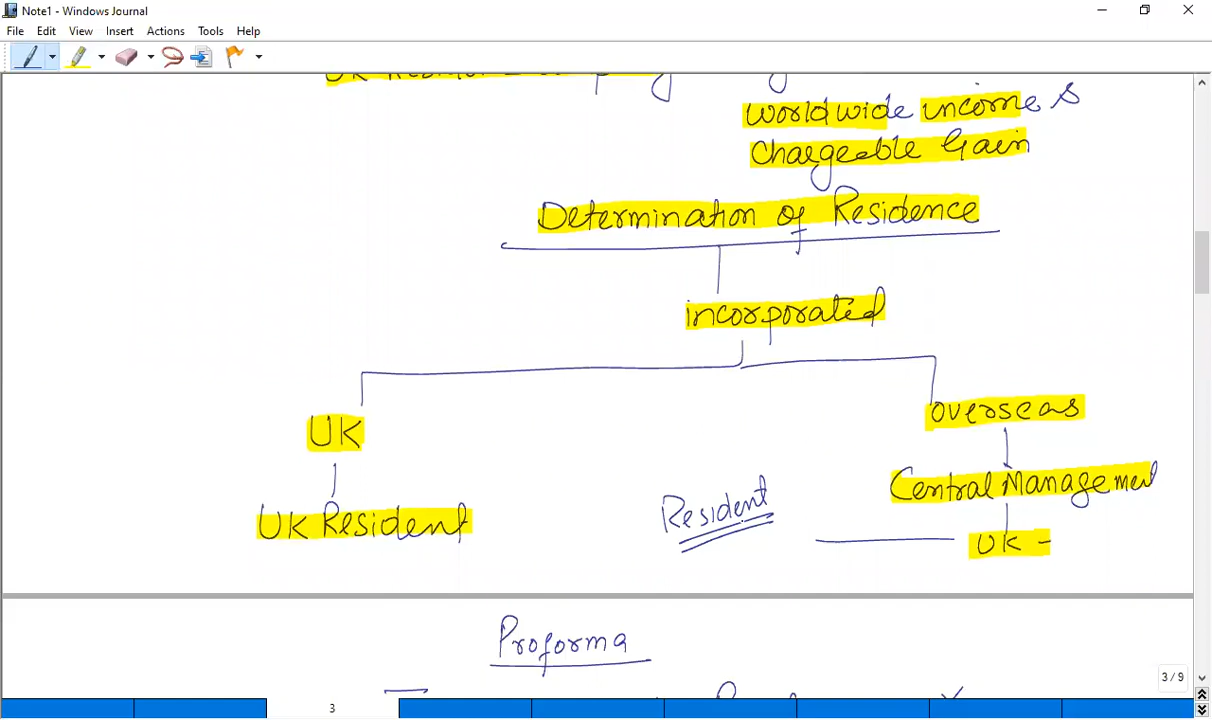 Note1 - Windows Journal
File Edit View Insert Actions Tools Help
worldwide income &
Chargeable Gain
Determination of Residence
incorporated
UK
overseas
Central Management
UK Resident
Resident
UK -
Proforma
3 / 9
3